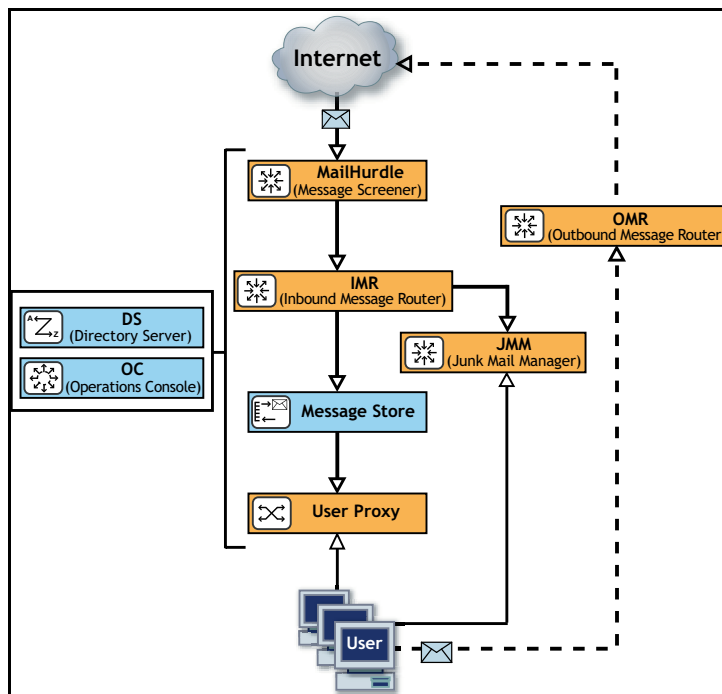 Internet
MailHurdle
(Message Screener)
OMR
(Outbound Message Router)
IMR
(Inbound Message Router)
A
Z
DS
(Directory Server)
JMM
(Junk Mail Manager)
OC
(Operations Console)
Message Store
User Proxy
User